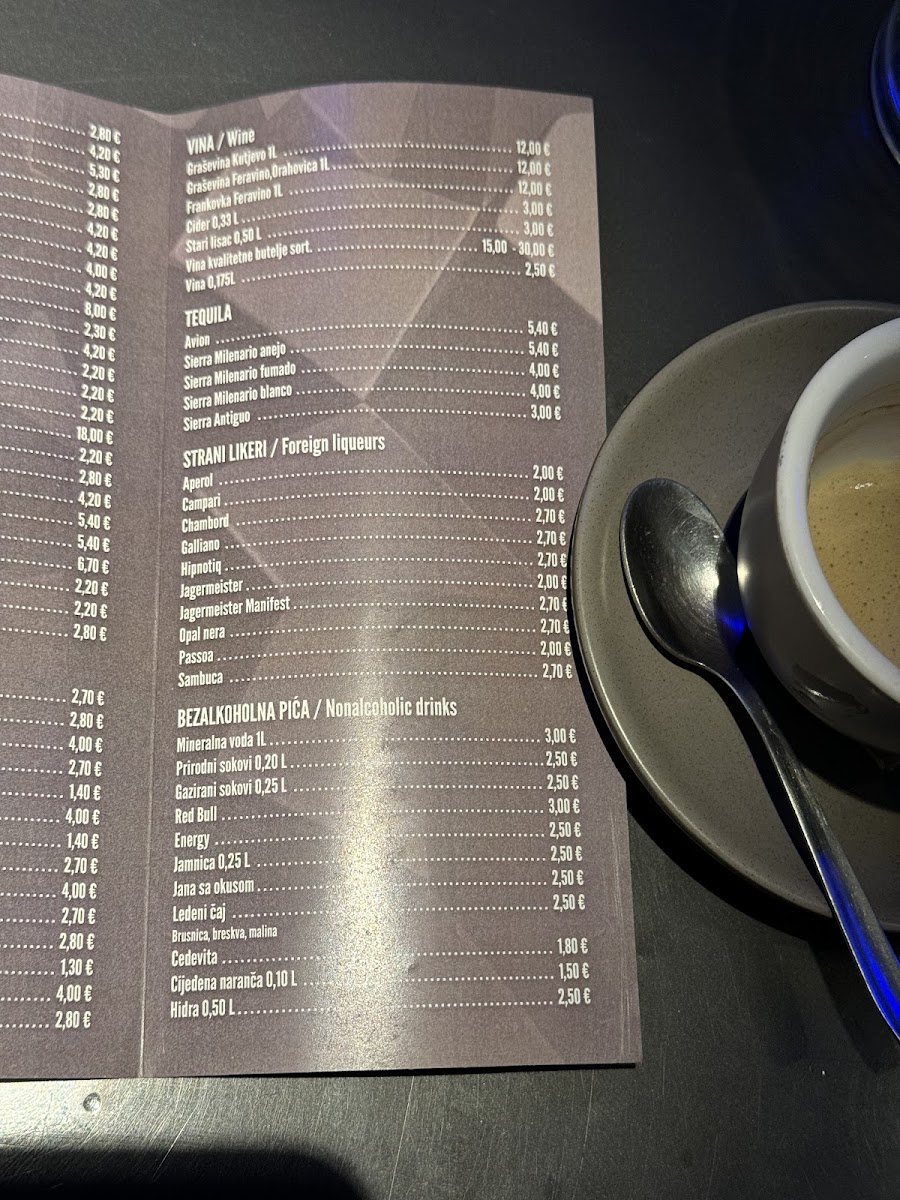 2,80 €
4,20 €
5,30 €
2,80 €
2,80 €
4,20 €
4,20 €
4,00 €
4,20 €
8,00 €
2,30 €
4,20 €
2,20 €
2,20 €
2,20 €
18,00 €
2,20 €
2,80 €
4,20 €
5,40 €
5,40 €
6,70 €
2,20 €
2,20 €
2,80 €
2,70 €
2,80 €
4,00 €
2,70 €
1,40 €
4,00 €
1,40 €
2,70 €
4,00 €
2,70 €
2,80 €
1,30 €
4,00 €
2,80 €
VINA / Wine
Graševina Kutjevo 1L 12,00 €
Graševina Feravino,Orahovica 1L 12,00 €
Frankovka Feravino 1L 12,00 €
Cider 0,33 L 3,00 €
Stari lisac 0,50 L 3,00 €
Vina kvalitetne butelje sort. 15,00 - 30,00 €
Vina 0,175L 2,50 €
TEQUILA
Avion 5,40 €
Sierra Milenario anejo 5,40 €
Sierra Milenario fumado 4,00 €
Sierra Milenario blanco 4,00 €
Sierra Antiguo 3,00 €
STRANI LIKERI / Foreign liqueurs
Aperol 2,00 €
Campari 2,00 €
Chambord 2,70 €
Galliano 2,70 €
Hipnotiq 2,70 €
Jagermeister 2,00 €
Jagermeister Manifest 2,70 €
Opal nera 2,70 €
Passoa 2,00 €
Sambuca 2,70 €
BEZALKOHOLNA PIĆA / Nonalcoholic drinks
Mineralna voda 1L 3,00 €
Prirodni sokovi 0,20 L 2,50 €
Gazirani sokovi 0,25 L 2,50 €
Red Bull 3,00 €
Energy 2,50 €
Jamnica 0,25 L 2,50 €
Jana sa okusom 2,50 €
Ledeni čaj 2,50 €
Brusnica, breskva, malina
Cedevita 1,80 €
Cijeđena naranča 0,10 L 1,50 €
Hidra 0,50 L 2,50 €